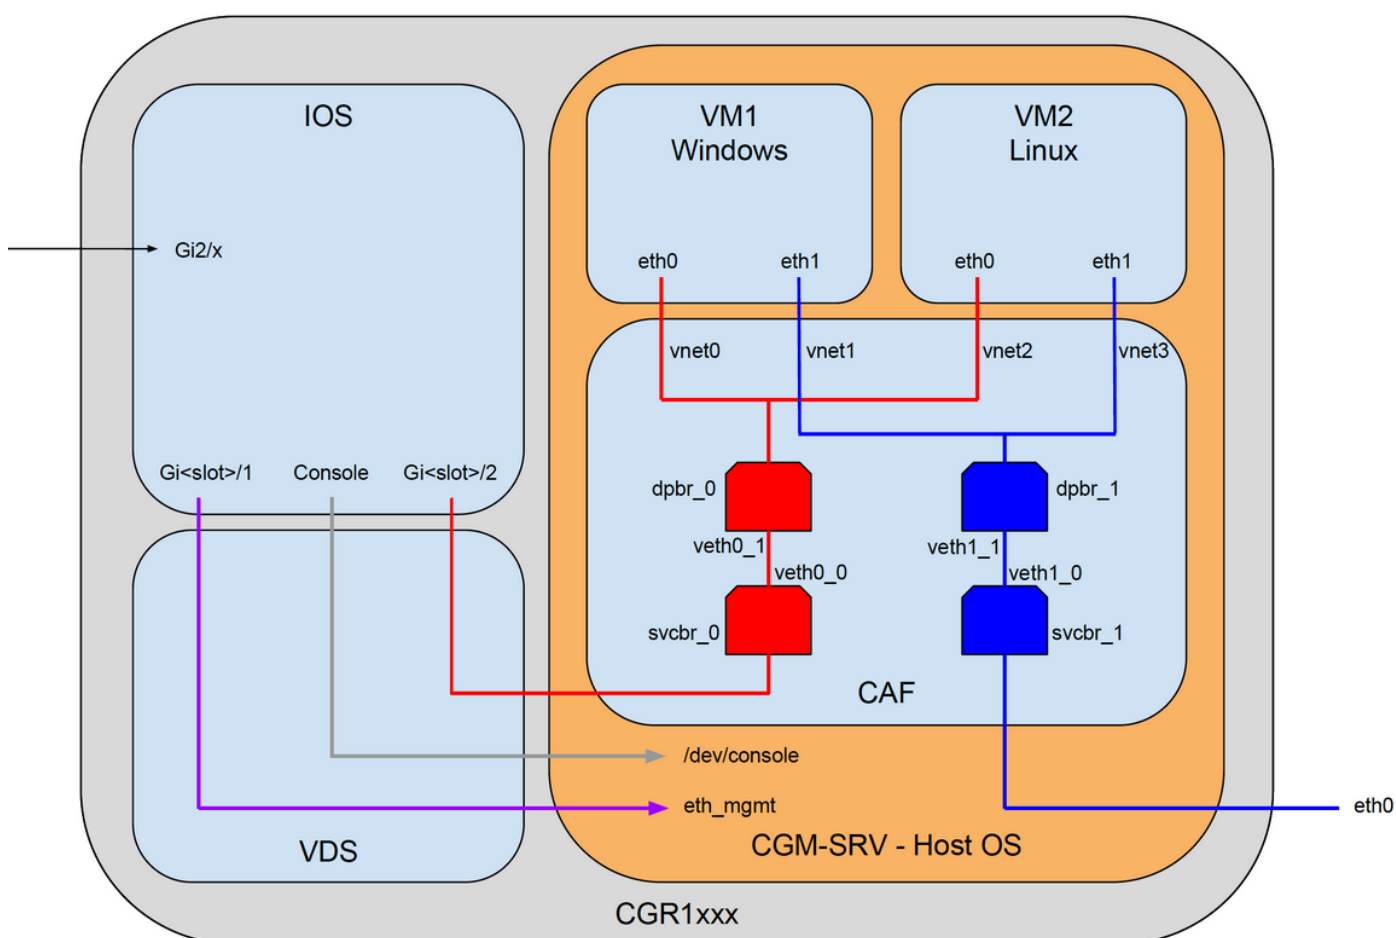 IOS
VM1
Windows
VM2
Linux
Gi2/x
eth0
eth1
eth0
eth1
vnet0
vnet1
vnet2
vnet3
Gi<slot>/1
Console
Gi<slot>/2
dpbr_0
dpbr_1
veth0_1
veth1_1
veth0_0
veth1_0
svcbr_0
svcbr_1
CAF
/dev/console
eth_mgmt
eth0
VDS
CGM-SRV - Host OS
CGR1xxx